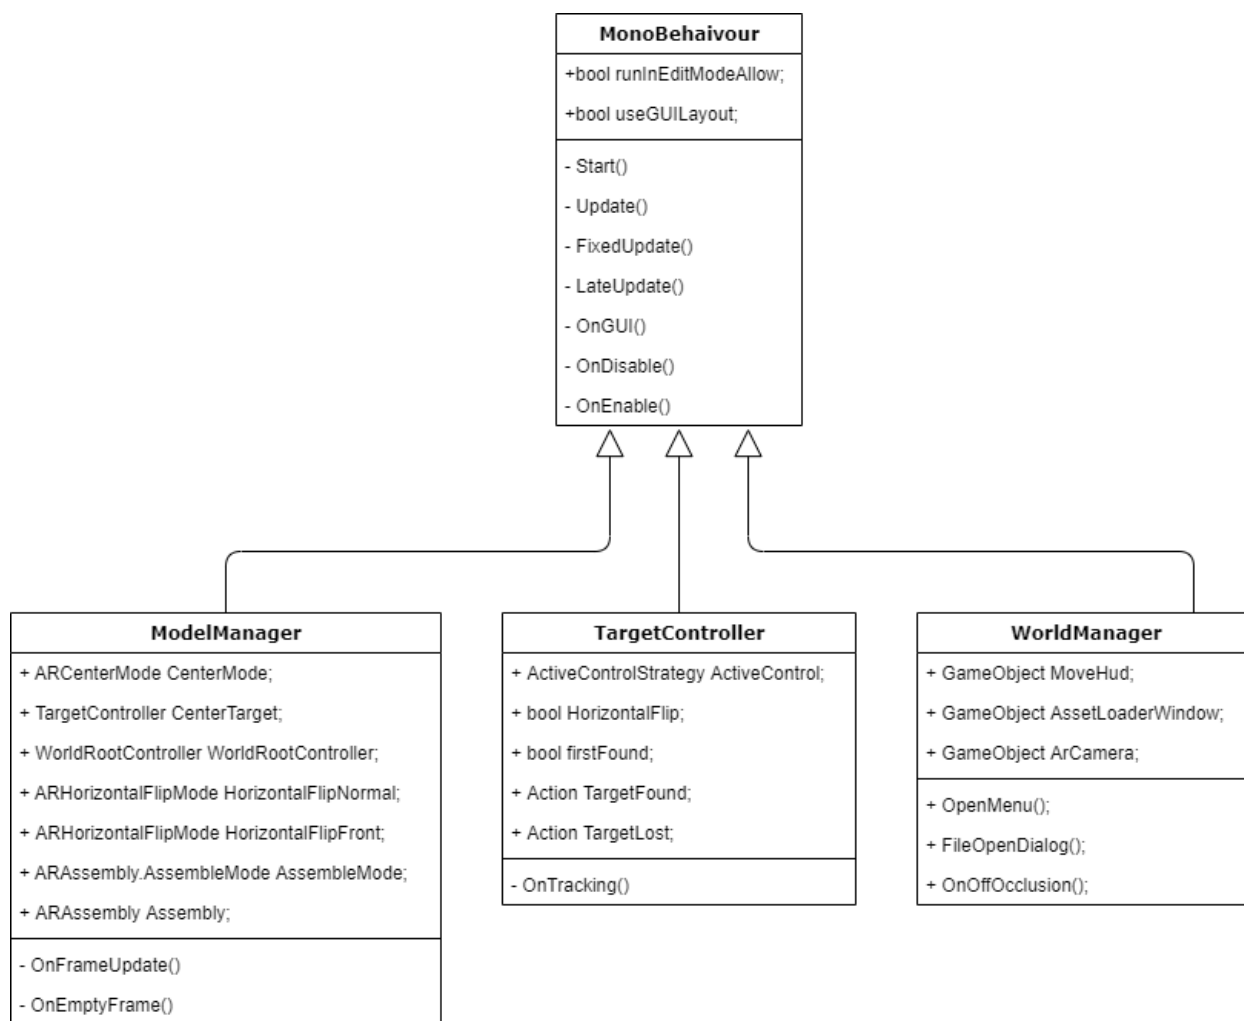 MonoBehaivour
+bool runInEditModeAllow;
+bool useGUILayout;
- Start()
- Update()
- FixedUpdate()
- LateUpdate()
- OnGUI()
- OnDisable()
- OnEnable()
ModelManager
+ ARCenterMode CenterMode;
+ TargetController CenterTarget;
+ WorldRootController WorldRootController;
+ ARHorizontalFlipMode HorizontalFlipNormal;
+ ARHorizontalFlipMode HorizontalFlipFront;
+ ARAssembly.AssembleMode AssembleMode;
+ ARAssembly Assembly;
- OnFrameUpdate()
- OnEmptyFrame()
TargetController
+ ActiveControlStrategy ActiveControl;
+ bool HorizontalFlip;
+ bool firstFound;
+ Action TargetFound;
+ Action TargetLost;
- OnTracking()
WorldManager
+ GameObject MoveHud;
+ GameObject AssetLoaderWindow;
+ GameObject ArCamera;
+ OpenMenu();
+ FileOpenDialog();
+ OnOffOcclusion();